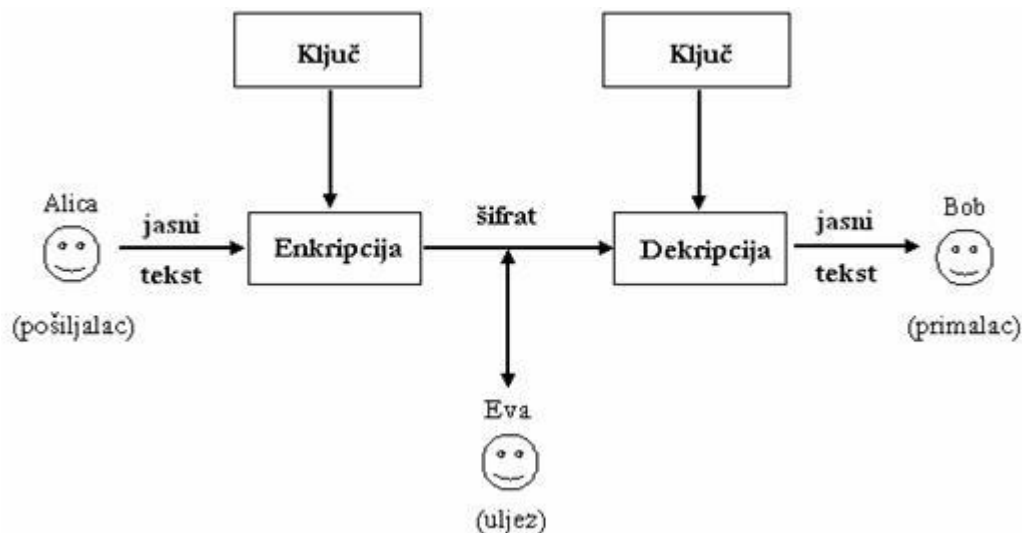 Ključ
Ključ
Alica
jasni
tekst
Enkripcija
šifrat
Dekripcija
jasni
tekst
Bob
(pošiljalac)
(primalac)
Eva
(uljez)